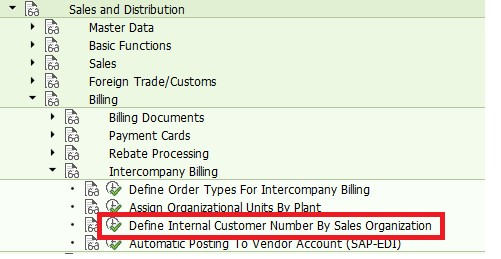 Sales and Distribution
Master Data
Basic Functions
Sales
Foreign Trade/Customs
Billing
Billing Documents
Payment Cards
Rebate Processing
Intercompany Billing
Define Order Types For Intercompany Billing
Assign Organizational Units By Plant
Define Internal Customer Number By Sales Organization
Automatic Posting To Vendor Account (SAP-EDI)